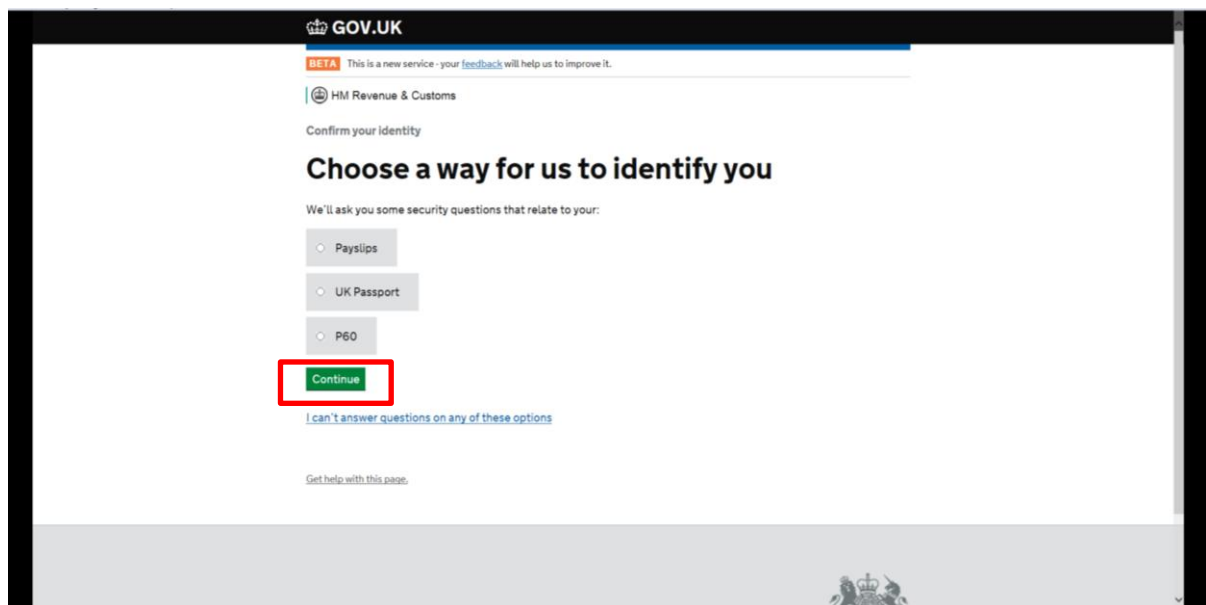 GOV.UK
BETA This is a new service - your feedback will help us to improve it.
HM Revenue & Customs
Confirm your identity
Choose a way for us to identify you
We'll ask you some security questions that relate to your:
Payslips
UK Passport
P60
Continue
I can't answer questions on any of these options
Get help with this page.